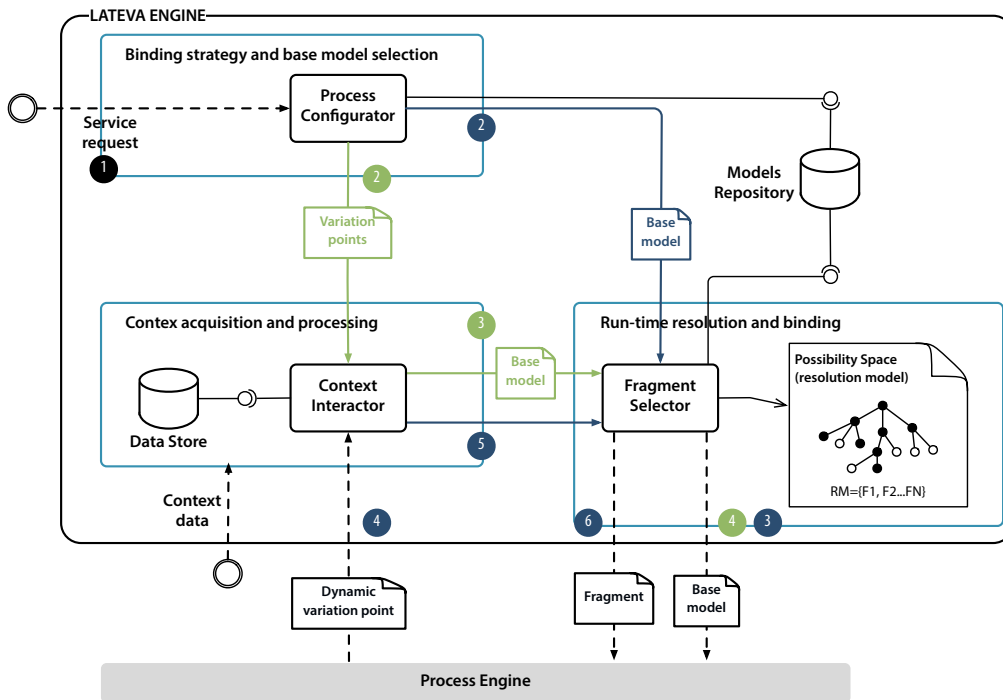 LATEVA ENGINE
Binding strategy and base model selection
Process
Configurator
Service
request
1
2
2
Models
Repository
Variation
points
Base
model
Contex acquisition and processing
3
Run-time resolution and binding
Base
model
Possibility Space
(resolution model)
Context
Interactor
Fragment
Selector
Data Store
5
RM={F1, F2...FN}
Context
data
4
6
4
3
Dynamic
variation point
Fragment
Base
model
Process Engine